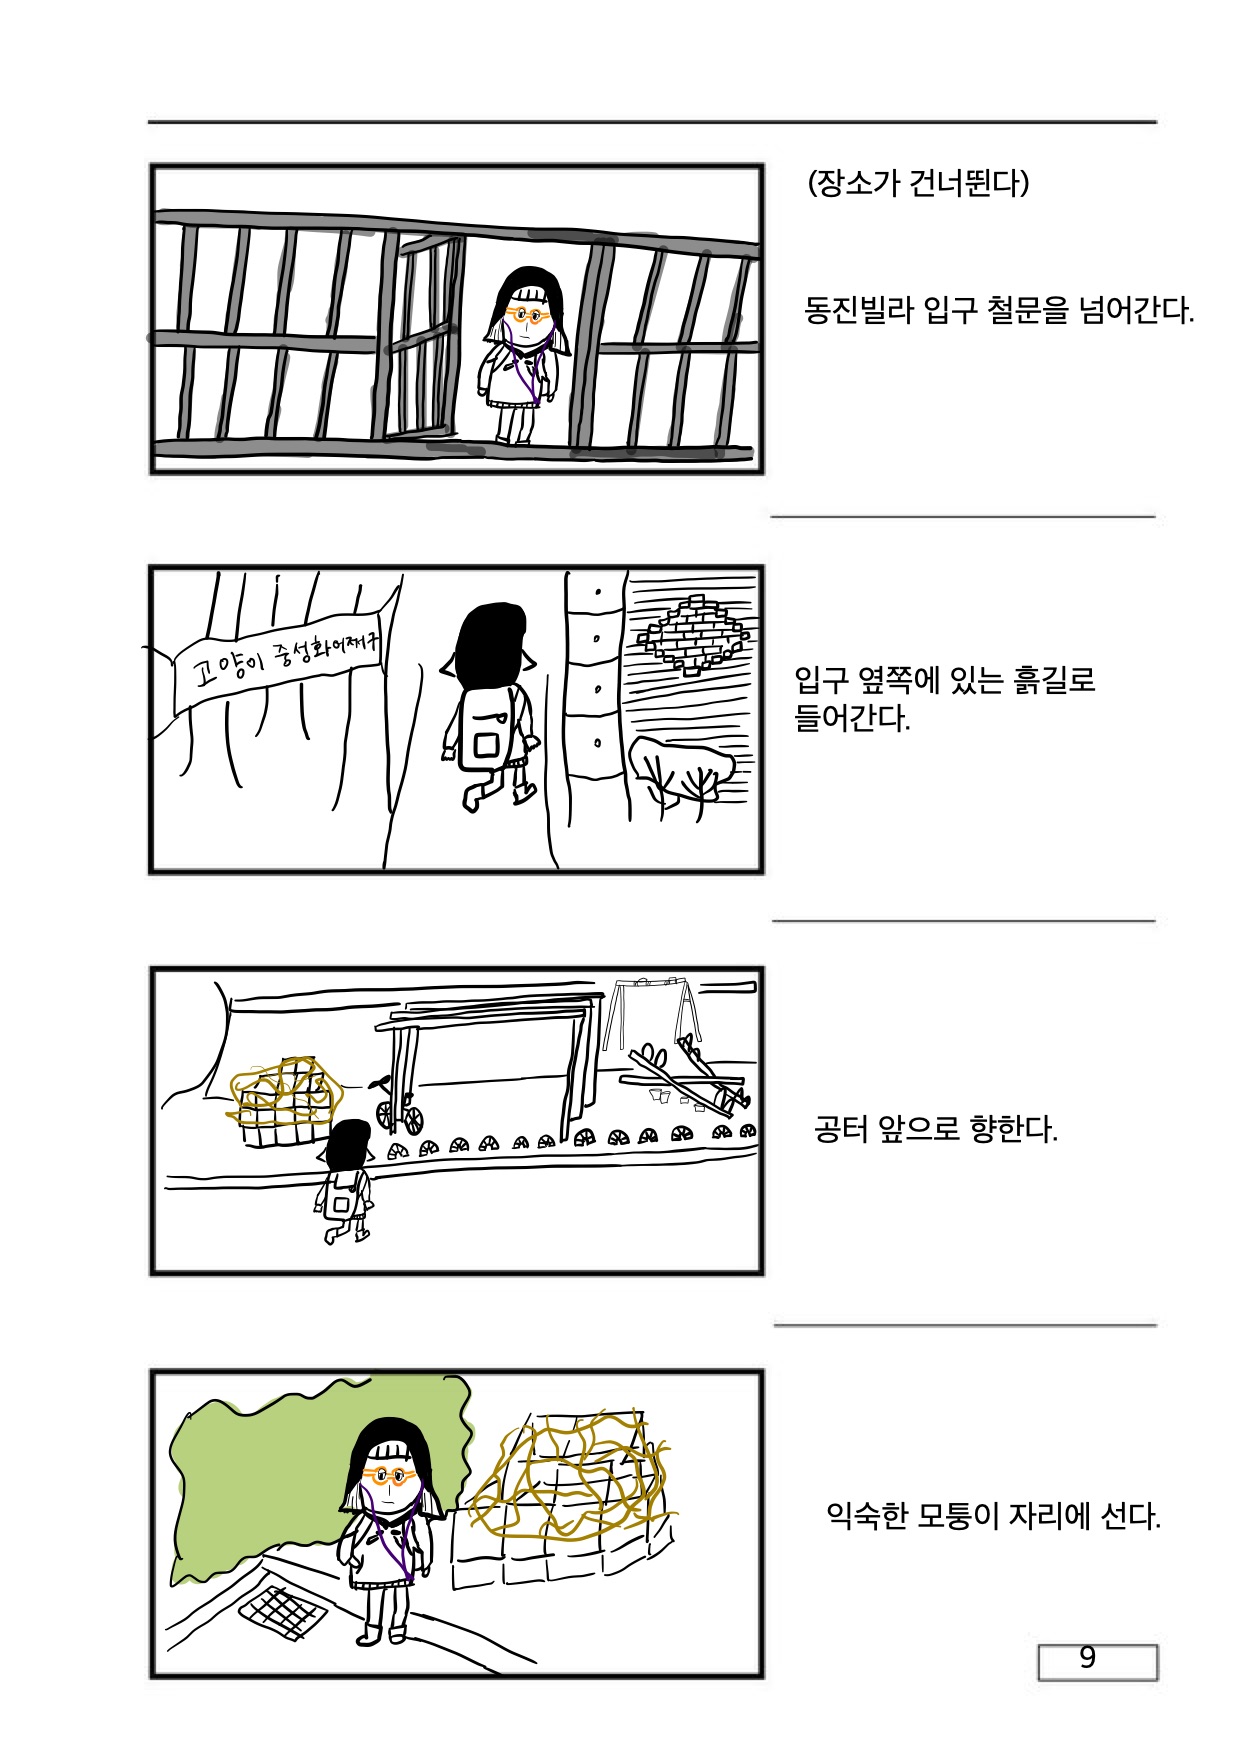 (장소가 건너뛴다)
동진빌라 입구 철문을 넘어간다.
고양이 중성화어쩌구
입구 옆쪽에 있는 흙길로
들어간다.
공터 앞으로 향한다.
익숙한 모퉁이 자리에 선다.
9